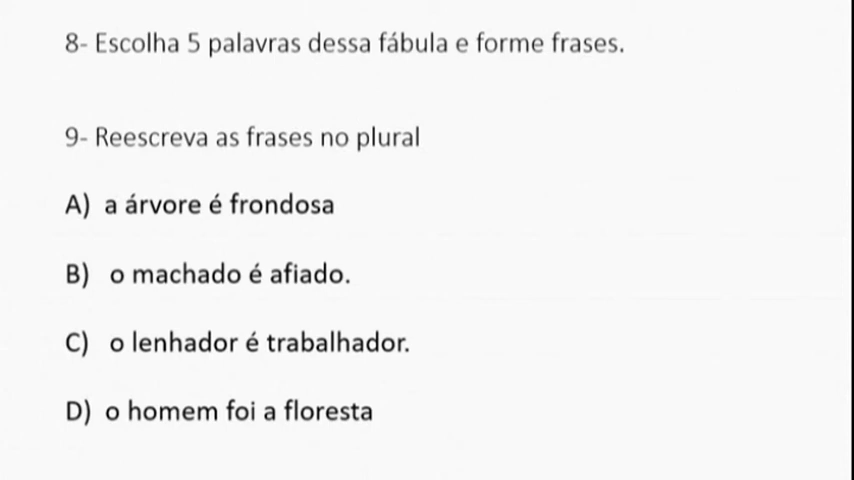 8- Escolha 5 palavras dessa fábula e forme frases.
9- Reescreva as frases no plural
A) a árvore é frondosa
B) o machado é afiado.
C) o lenhador é trabalhador.
D) o homem foi a floresta